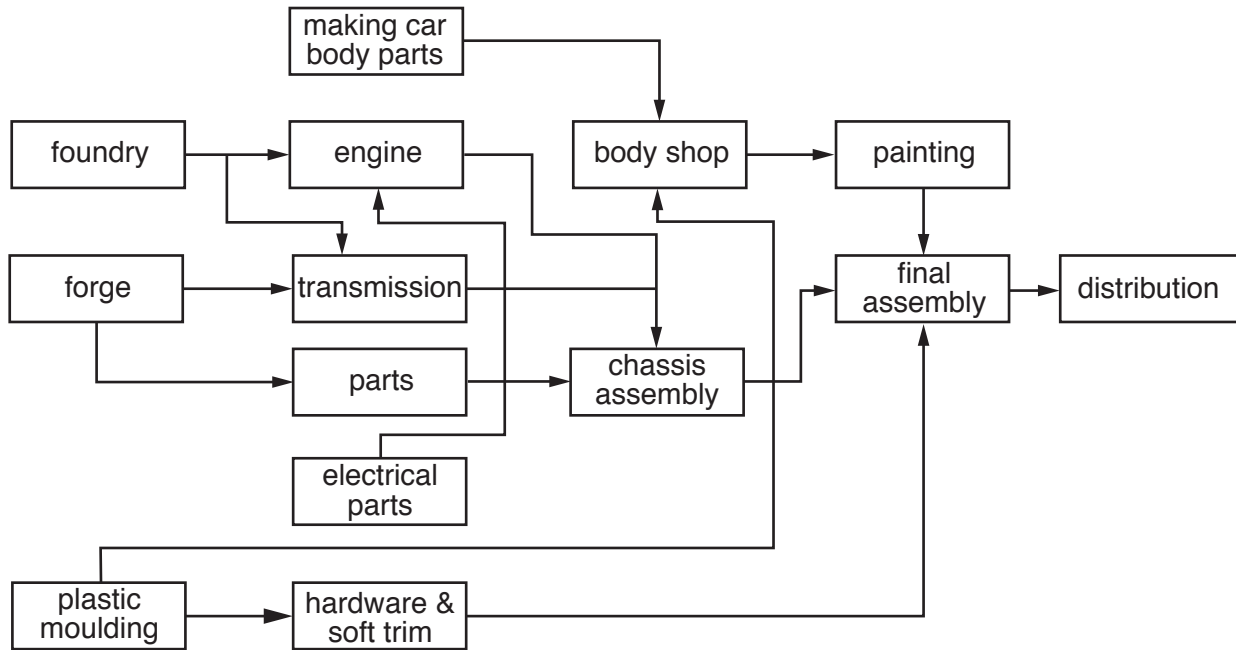 making car
body parts
foundry
engine
body shop
painting
forge
transmission
final
assembly
distribution
parts
chassis
assembly
electrical
parts
plastic
moulding
hardware &
soft trim